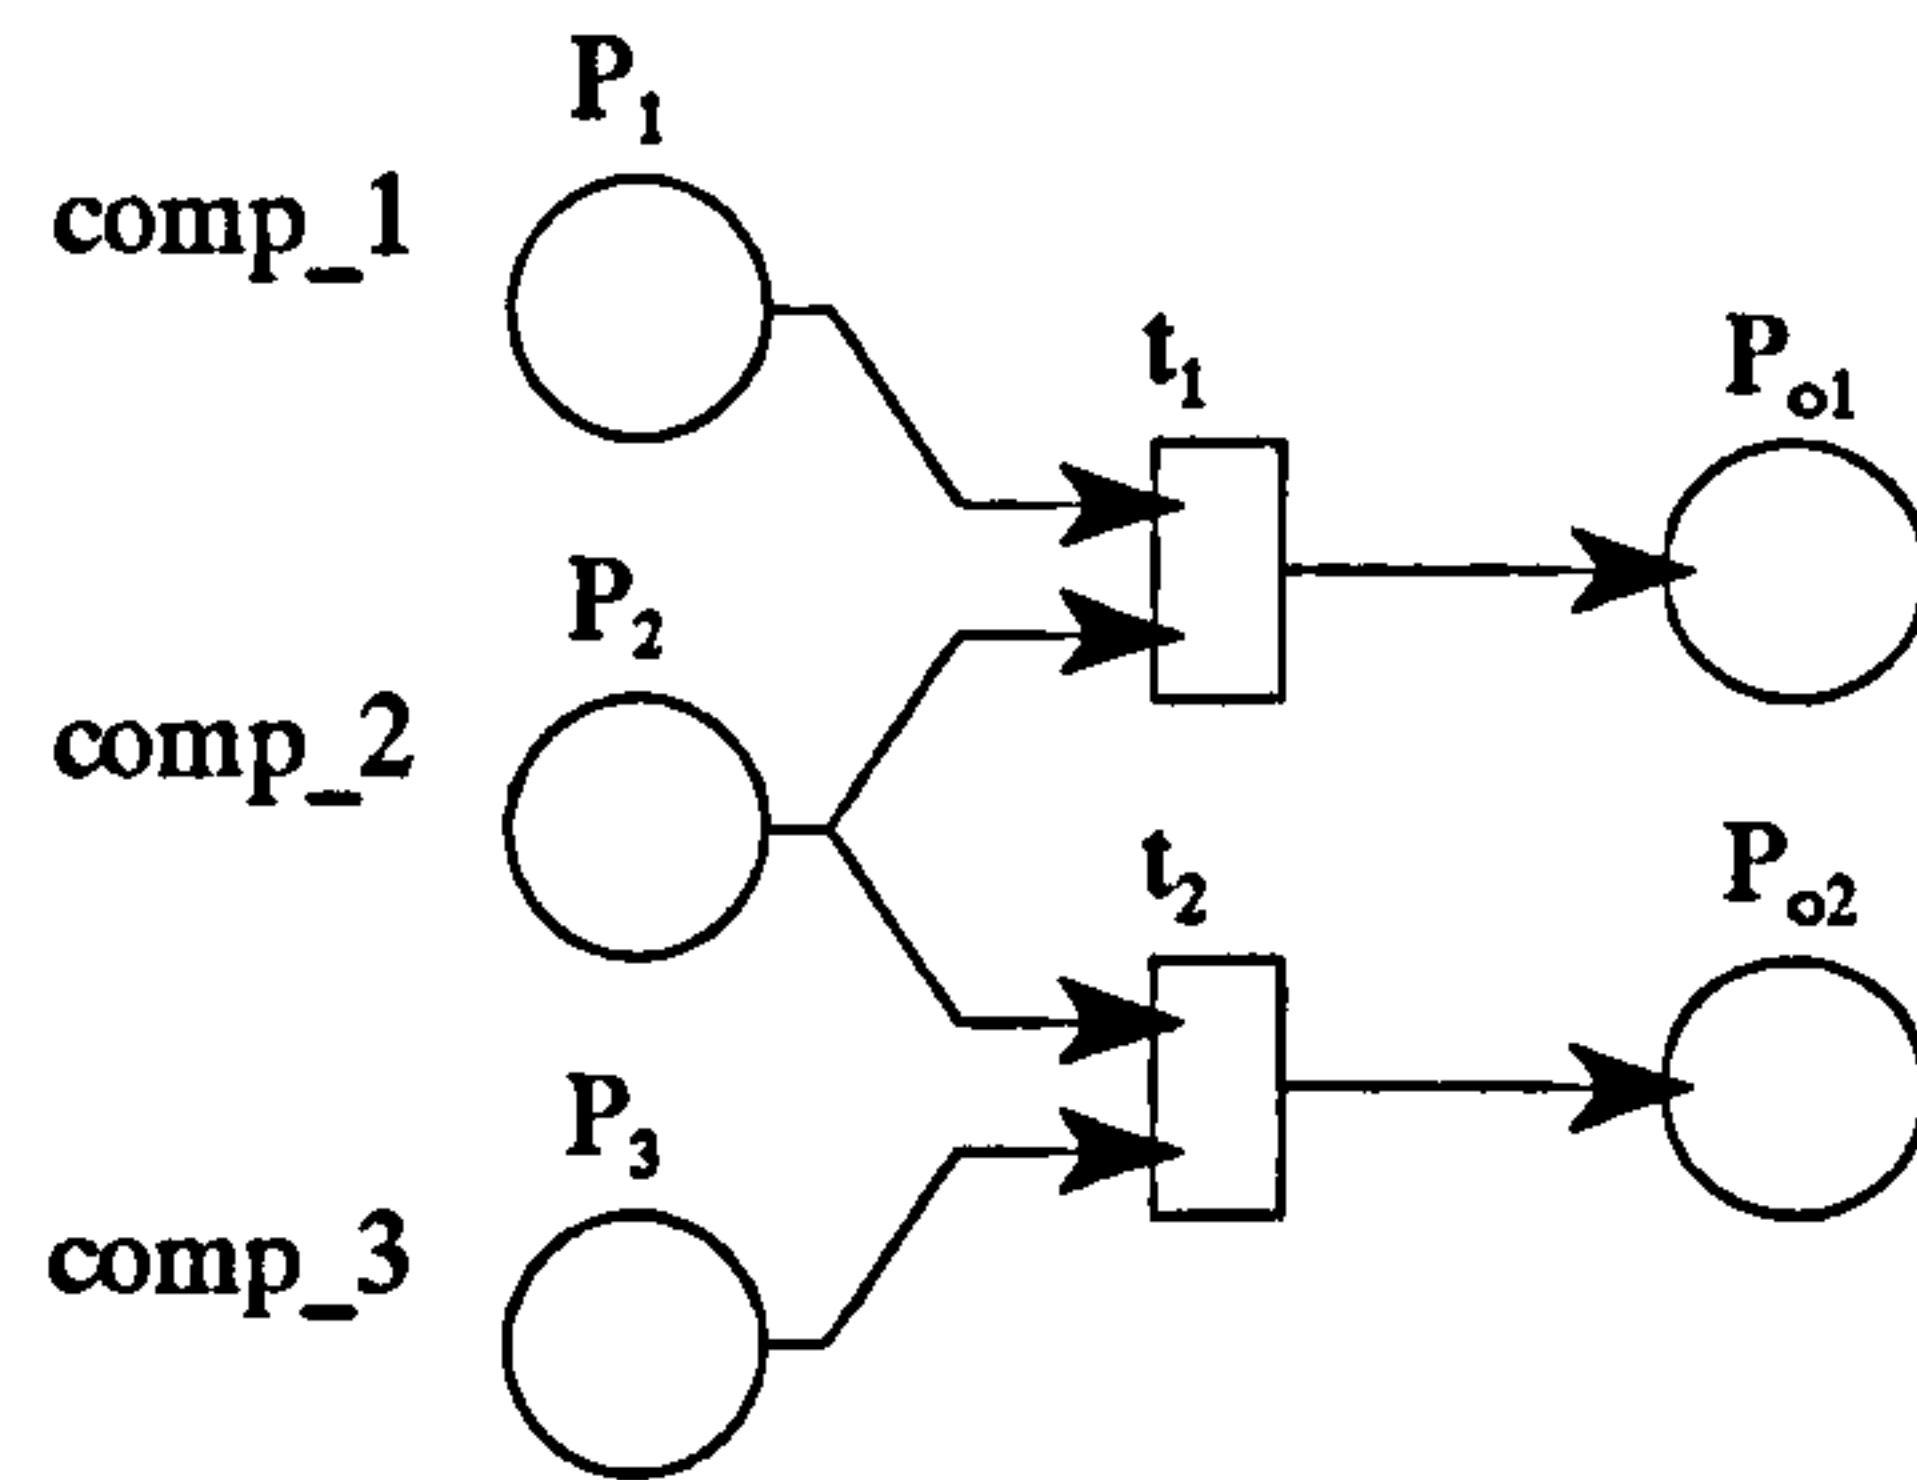 P₁
comp_1
t₁
Pₒ₁
P₂
comp_2
t₂
Pₒ₂
P₃
comp_3